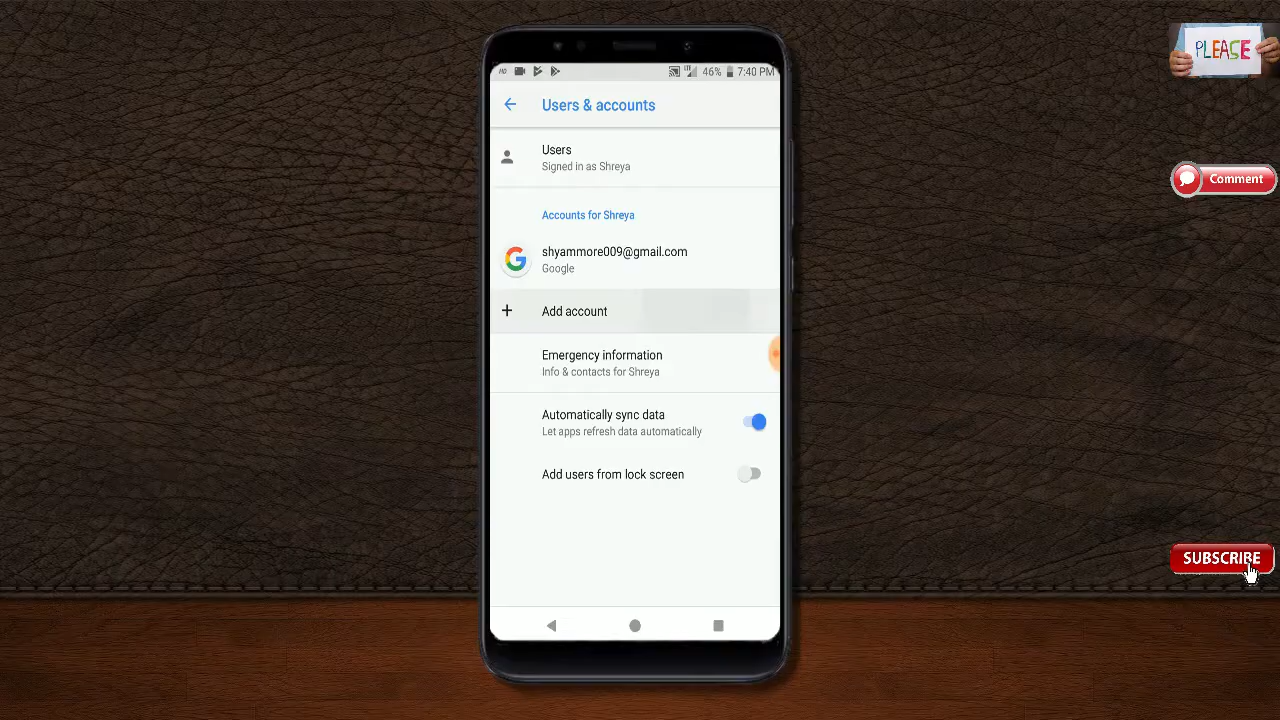 PLEASE
HD
LTE
46%
7:40 PM
Users & accounts
Users
Signed in as Shreya
Comment
Accounts for Shreya
shyammore009@gmail.com
Google
Add account
Emergency information
Info & contacts for Shreya
Automatically sync data
Let apps refresh data automatically
Add users from lock screen
SUBSCRIBE